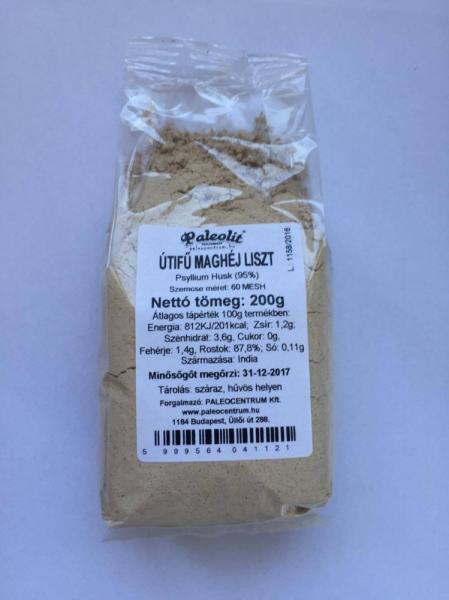 Paleolit
paleocentrum.hu
ÚTIFŰ MAGHÉJ LISZT
Psyllium Husk (95%)
Szemcse méret: 60 MESH
Nettó tömeg: 200g
Átlagos tápérték 100g termékben:
Energia: 812KJ/201kcal, Zsír: 1,2g;
Szénhidrát: 3,6g, Cukor: 0g,
Fehérje: 1,4g, Rostok: 87,8%; Só: 0,11g
Származása: India
Minősógőt megőrzi: 31-12-2017
Tárolás: száraz, hűvös helyen
Forgalmazó: PALEOCENTRUM Kft.
www.paleocentrum.hu
1184 Budapest, Üllői út 288.
5 999564 041121
L. 1158/2016